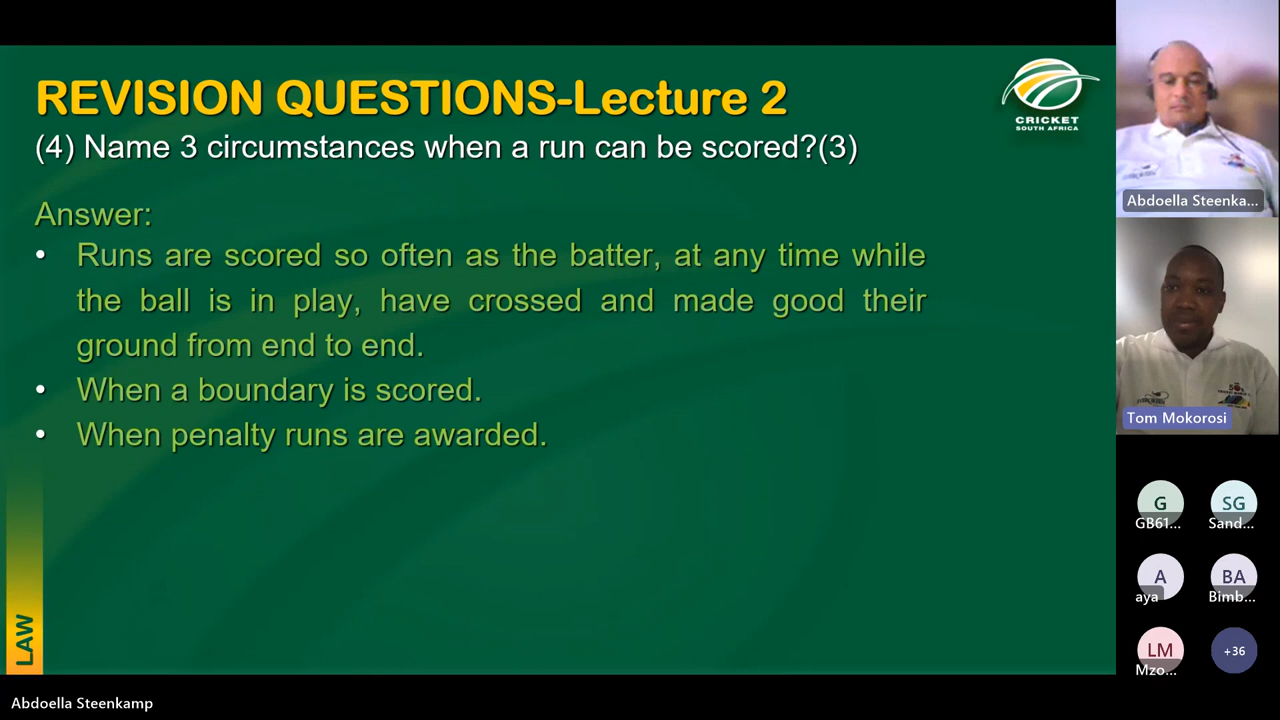 REVISION QUESTIONS-Lecture 2
(4) Name 3 circumstances when a run can be scored?(3)
CRICKET
SOUTH AFRICA
Answer:
• Runs are scored so often as the batter, at any time while
the ball is in play, have crossed and made good their
ground from end to end.
• When a boundary is scored.
• When penalty runs are awarded.
LAW
Abdoella Steenkamp
Abdoella Steenka...
Tom Mokorosi
G
GB61...
SG
Sand...
A
aya
BA
Bimb...
LM
Mzo...
+36